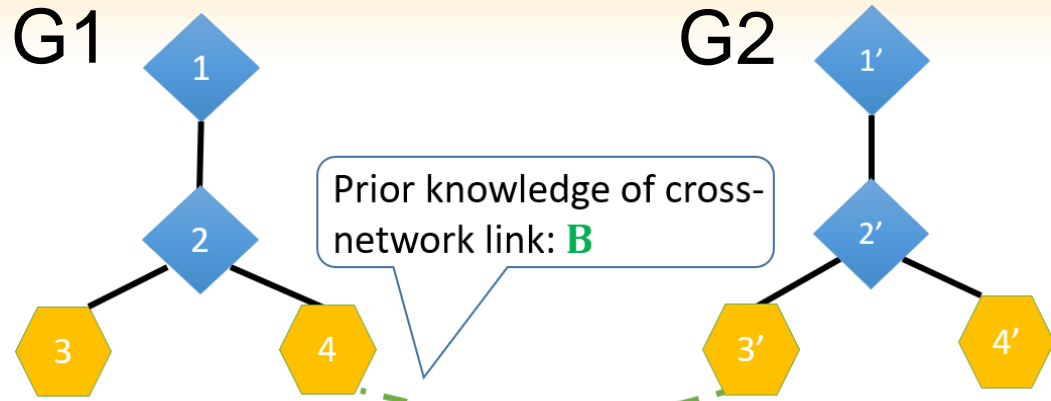 G1
G2
1
1’
Prior knowledge of cross-
network link: B
2
2’
3
4
3’
4’